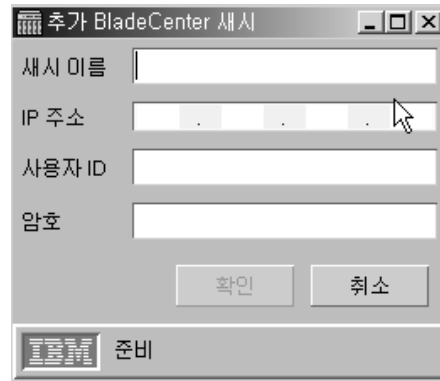 추가 BladeCenter 섀시
섀시 이름
IP 주소 . . .
사용자 ID
암호
확인 취소
IBM 준비